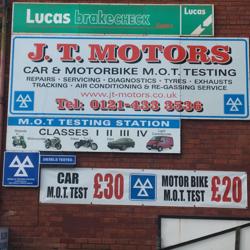 Lucas brakeCHECK
Lucas
J.T. MOTORS
CAR & MOTORBIKE M.O.T. TESTING
REPAIRS • SERVICING • DIAGNOSTICS • TYRES • EXHAUSTS
TRACKING • AIR CONDITIONING & RE-GASSING SERVICE
www.jt-motors.co.uk
Tel: 0121-433 3536
M.O.T TESTING STATION
CLASSES I II III IV
CAR
M.O.T. TEST
£30
MOTOR BIKE
M.O.T TEST
£20